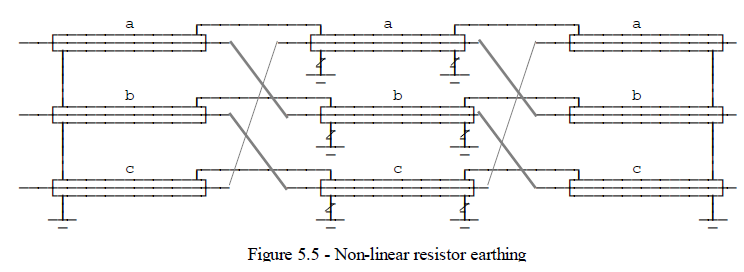 a a a
b b b
c c c
Figure 5.5 - Non-linear resistor earthing